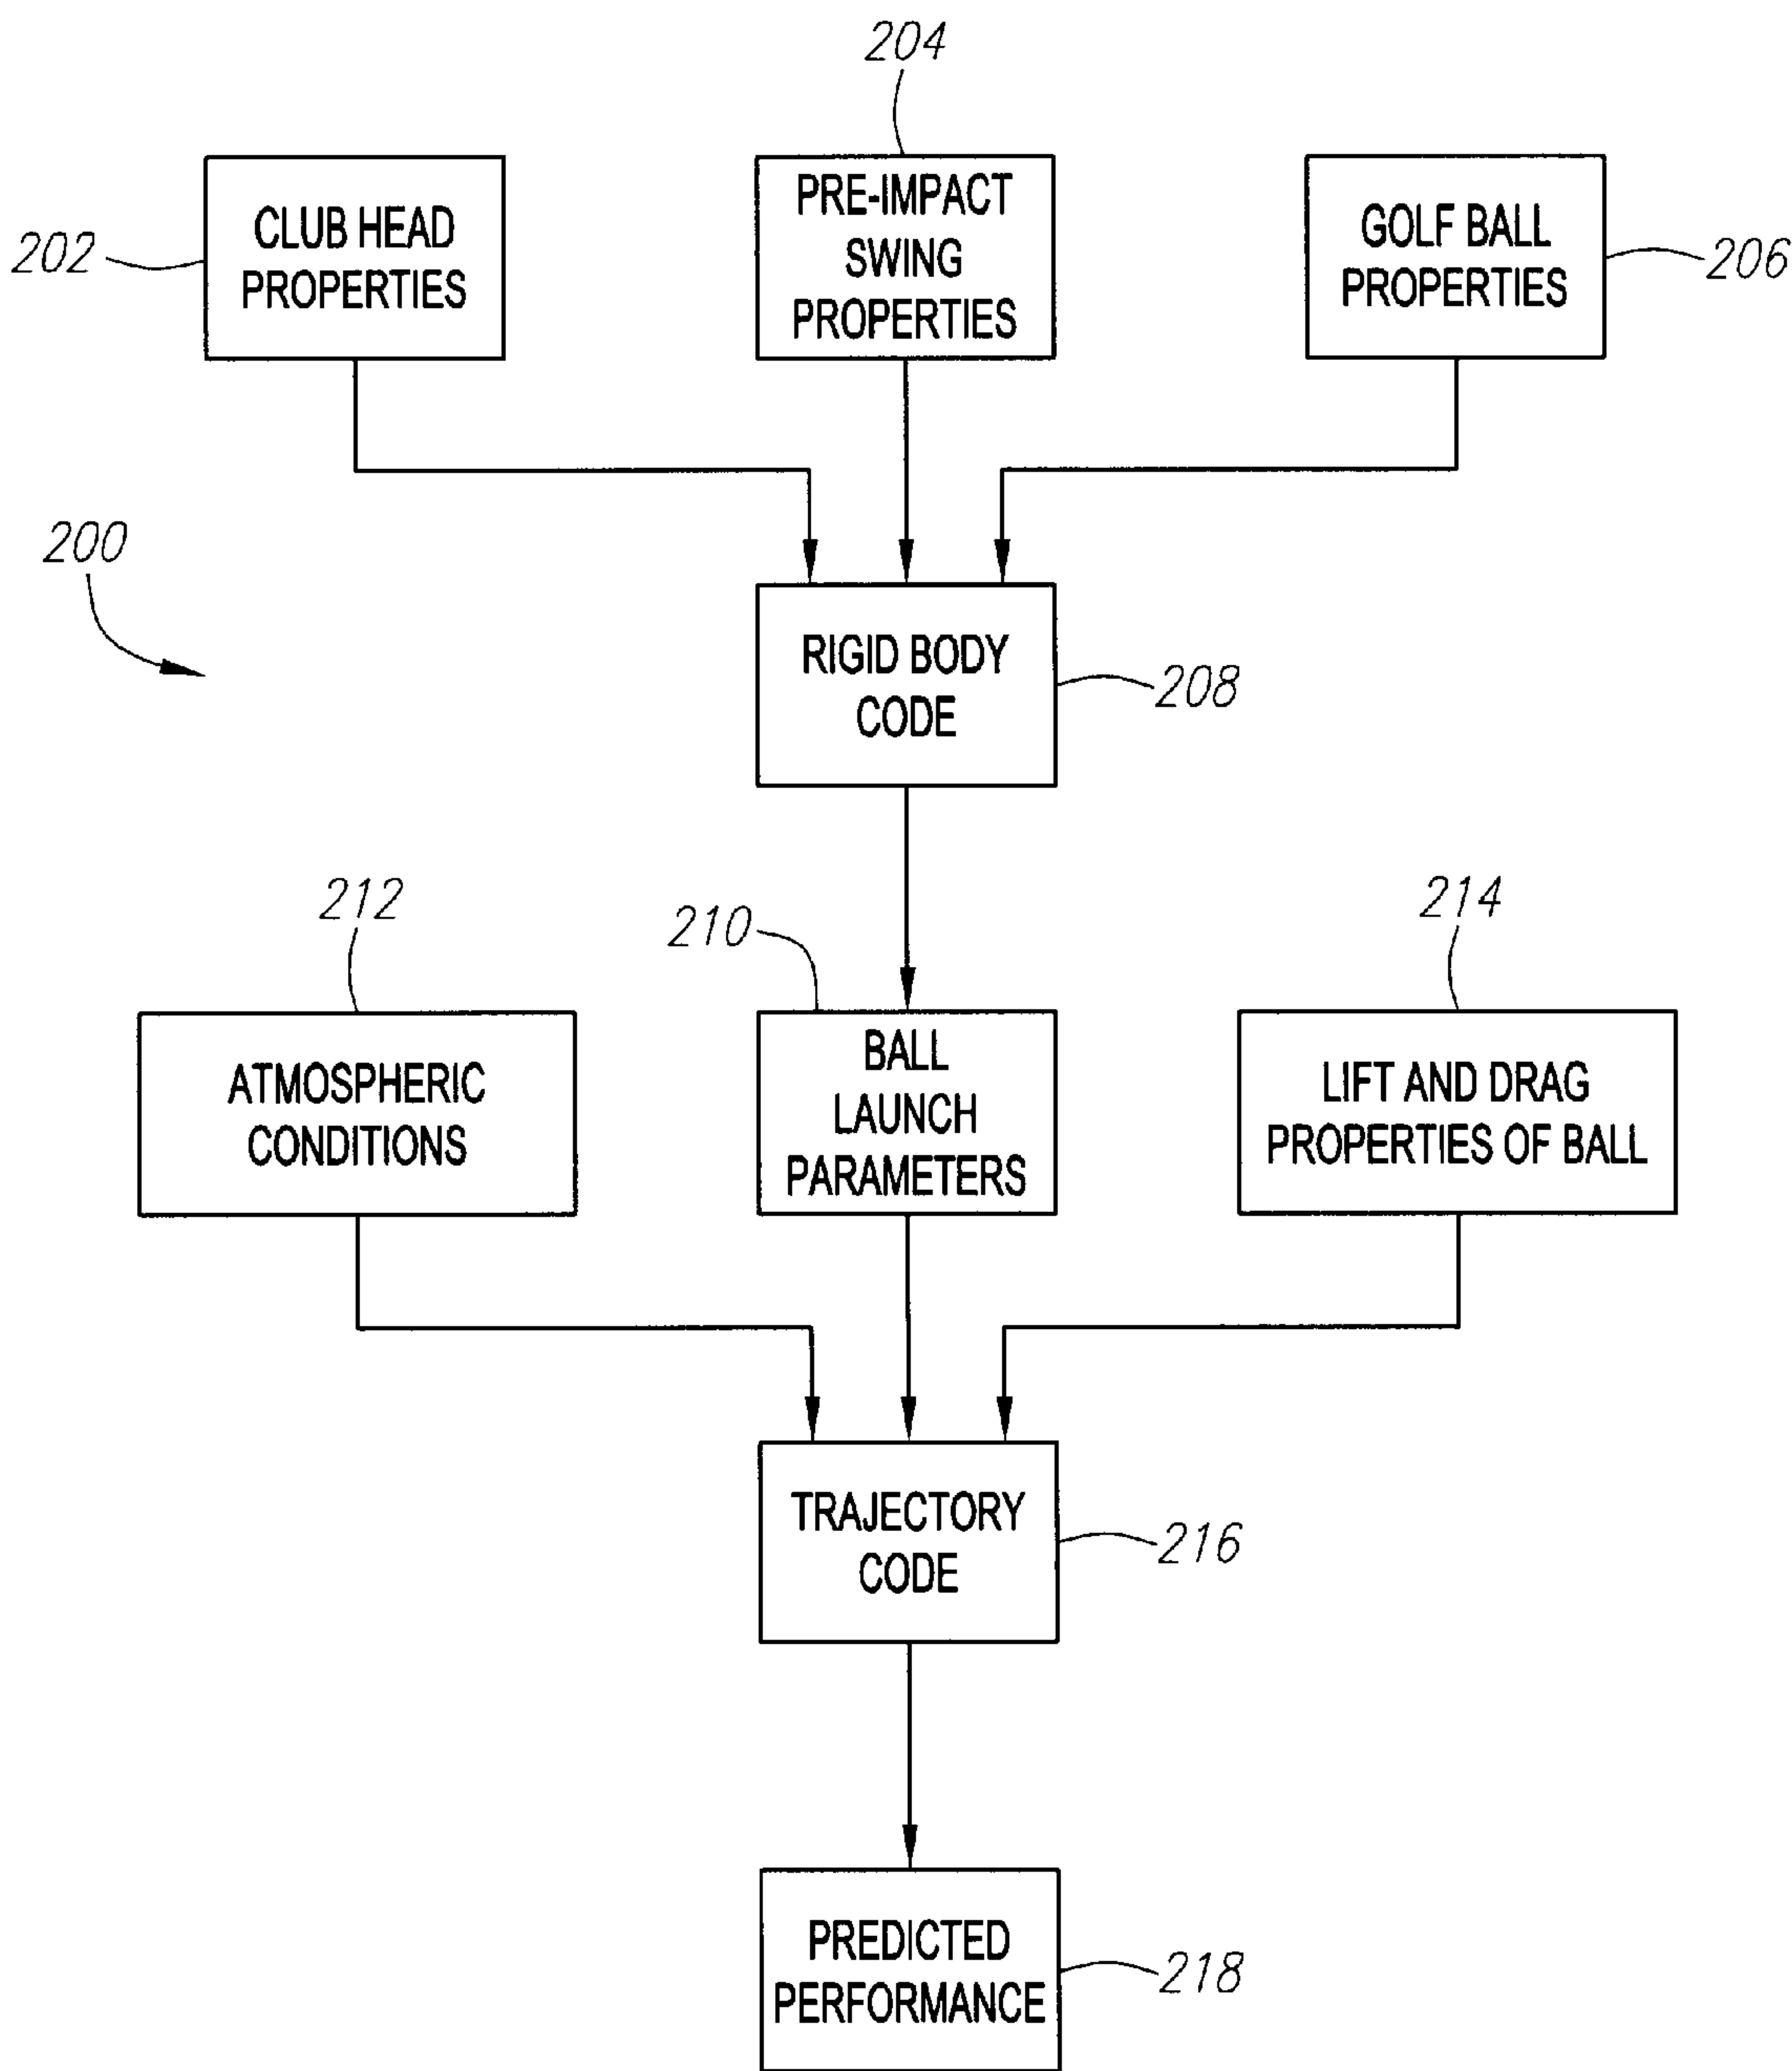 204
CLUB HEAD
PROPERTIES
202
PRE-IMPACT
SWING
PROPERTIES
GOLF BALL
PROPERTIES
206
200
RIGID BODY
CODE
208
212
210
214
ATMOSPHERIC
CONDITIONS
BALL
LAUNCH
PARAMETERS
LIFT AND DRAG
PROPERTIES OF BALL
TRAJECTORY
CODE
216
PREDICTED
PERFORMANCE
218